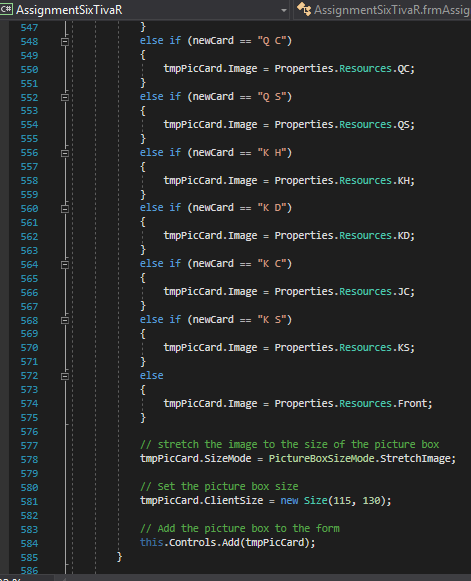 C# AssignmentSixTivaR AssignmentSixTivaR.frmAssig
547 }
548 else if (newCard == "Q C")
549 {
550 tmpPicCard.Image = Properties.Resources.QC;
551 }
552 else if (newCard == "Q S")
553 {
554 tmpPicCard.Image = Properties.Resources.QS;
555 }
556 else if (newCard == "K H")
557 {
558 tmpPicCard.Image = Properties.Resources.KH;
559 }
560 else if (newCard == "K D")
561 {
562 tmpPicCard.Image = Properties.Resources.KD;
563 }
564 else if (newCard == "K C")
565 {
566 tmpPicCard.Image = Properties.Resources.JC;
567 }
568 else if (newCard == "K S")
569 {
570 tmpPicCard.Image = Properties.Resources.KS;
571 }
572 else
573 {
574 tmpPicCard.Image = Properties.Resources.Front;
575 }
576
577 // stretch the image to the size of the picture box
578 tmpPicCard.SizeMode = PictureBoxSizeMode.StretchImage;
579
580 // Set the picture box size
581 tmpPicCard.ClientSize = new Size(115, 130);
582
583 // Add the picture box to the form
584 this.Controls.Add(tmpPicCard);
585 }
586